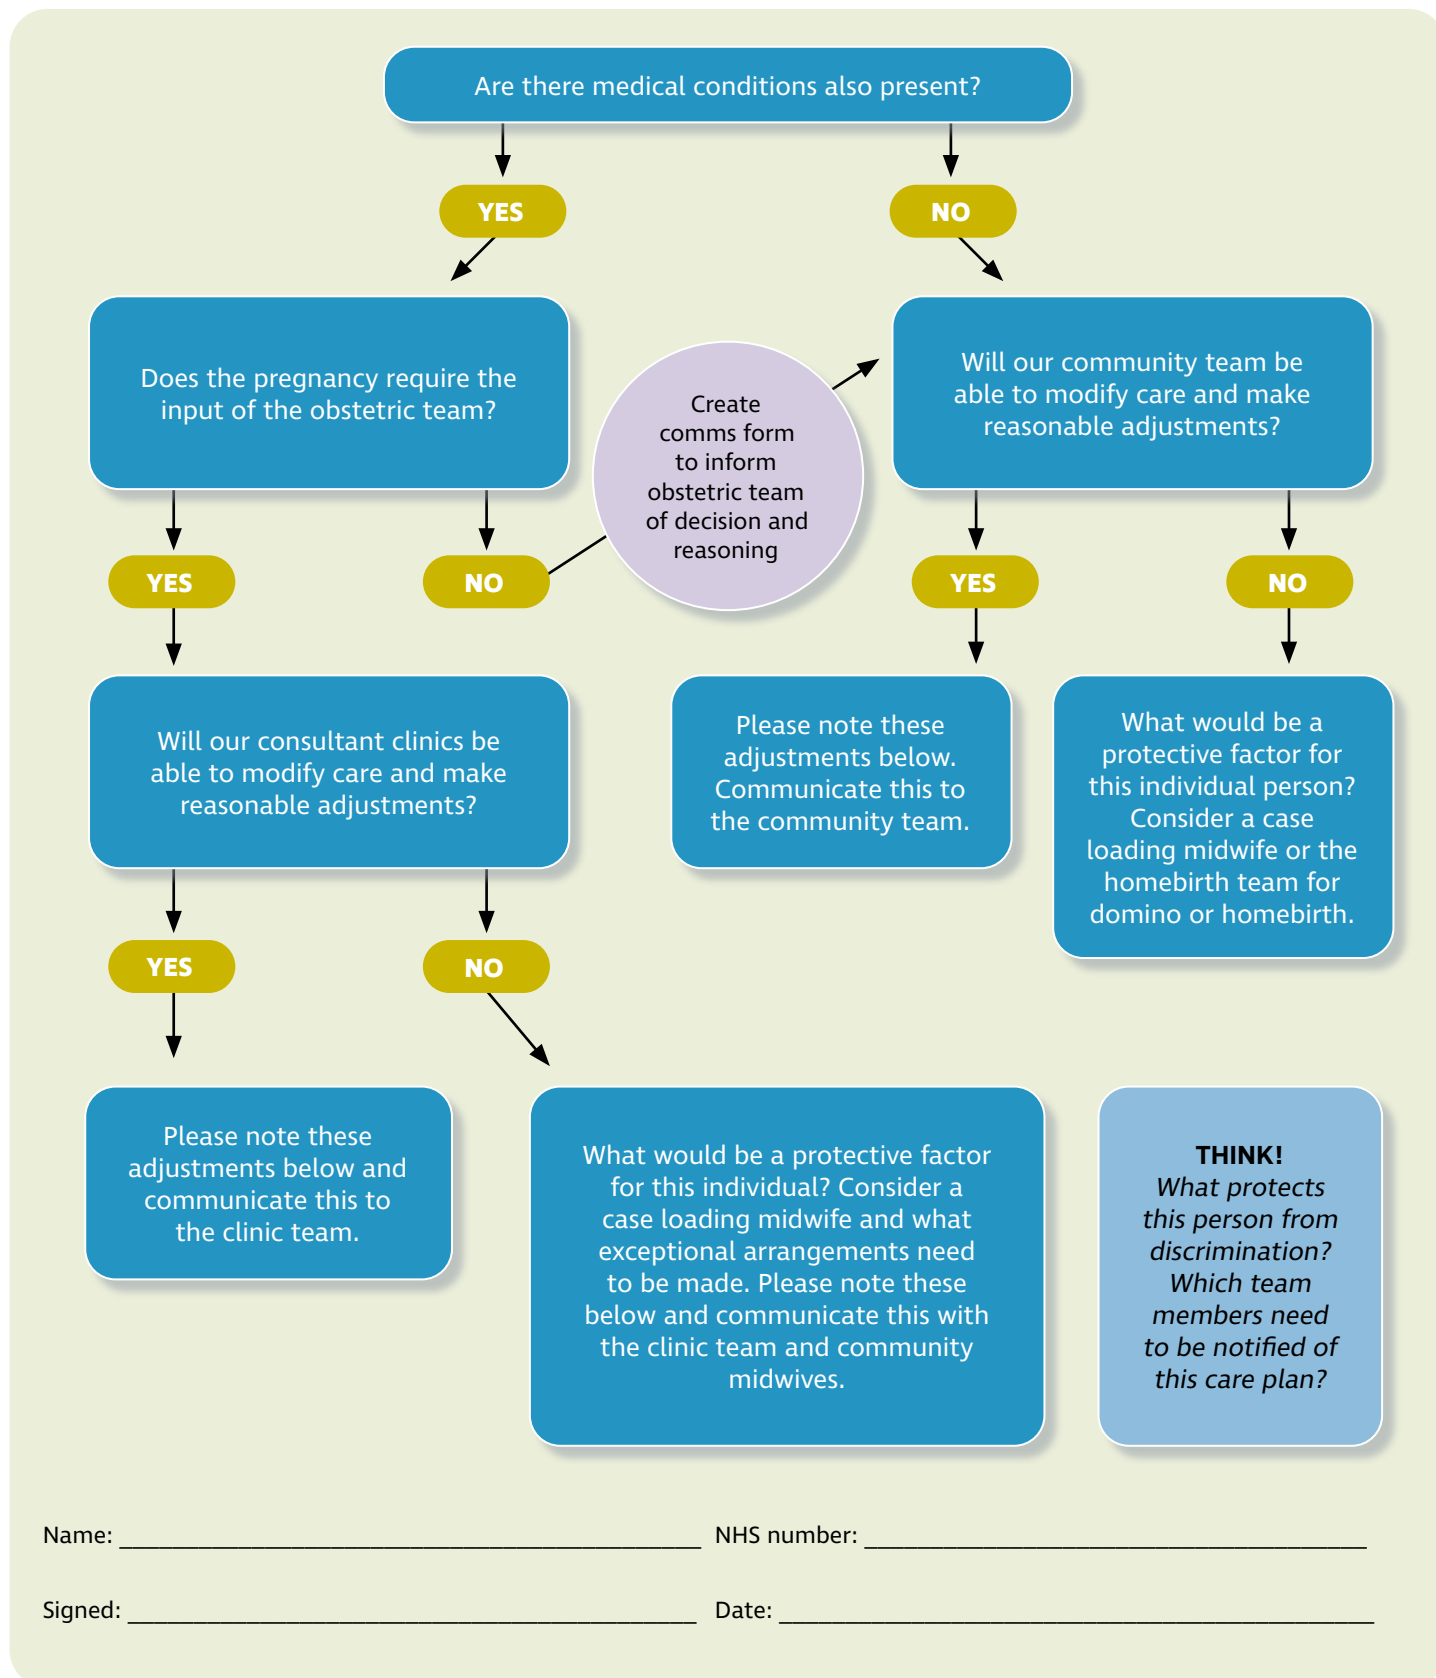 Are there medical conditions also present?
YES
NO
Does the pregnancy require the
input of the obstetric team?
Create
comms form
to inform
obstetric team
of decision and
reasoning
Will our community team be
able to modify care and make
reasonable adjustments?
YES
NO
YES
NO
Will our consultant clinics be
able to modify care and make
reasonable adjustments?
Please note these
adjustments below.
Communicate this to
the community team.
What would be a
protective factor for
this individual person?
Consider a case
loading midwife or the
homebirth team for
domino or homebirth.
YES
NO
Please note these
adjustments below and
communicate this to
the clinic team.
What would be a protective factor
for this individual? Consider a
case loading midwife and what
exceptional arrangements need
to be made. Please note these
below and communicate this with
the clinic team and community
midwives.
THINK!
What protects
this person from
discrimination?
Which team
members need
to be notified of
this care plan?
Name: NHS number:
Signed: Date: